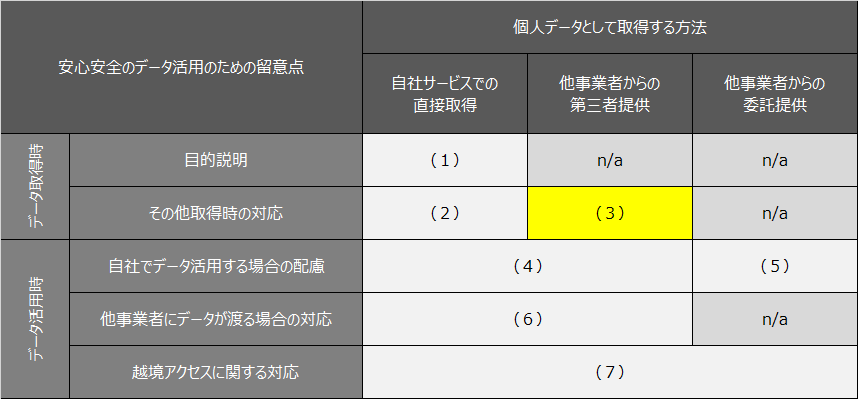 安心安全のデータ活用のための留意点
個人データとして取得する方法
自社サービスでの
直接取得
他事業者からの
第三者提供
他事業者からの
委託提供
データ取得時
目的説明
（１）
n/a
n/a
その他取得時の対応
（２）
（３）
n/a
データ活用時
自社でデータ活用する場合の配慮
（４）
（５）
他事業者にデータが渡る場合の対応
（６）
n/a
越境アクセスに関する対応
（７）